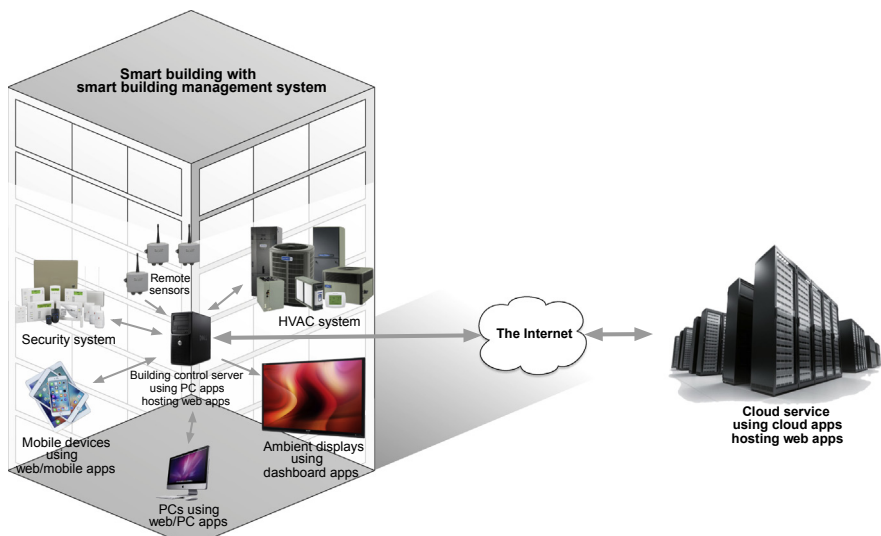 Smart building with
smart building management system
Remote
sensors
HVAC system
Security system
The Internet
Building control server
using PC apps
hosting web apps
Mobile devices
using
web/mobile apps
Ambient displays
using
dashboard apps
PCs using
web/PC apps
Cloud service
using cloud apps
hosting web apps